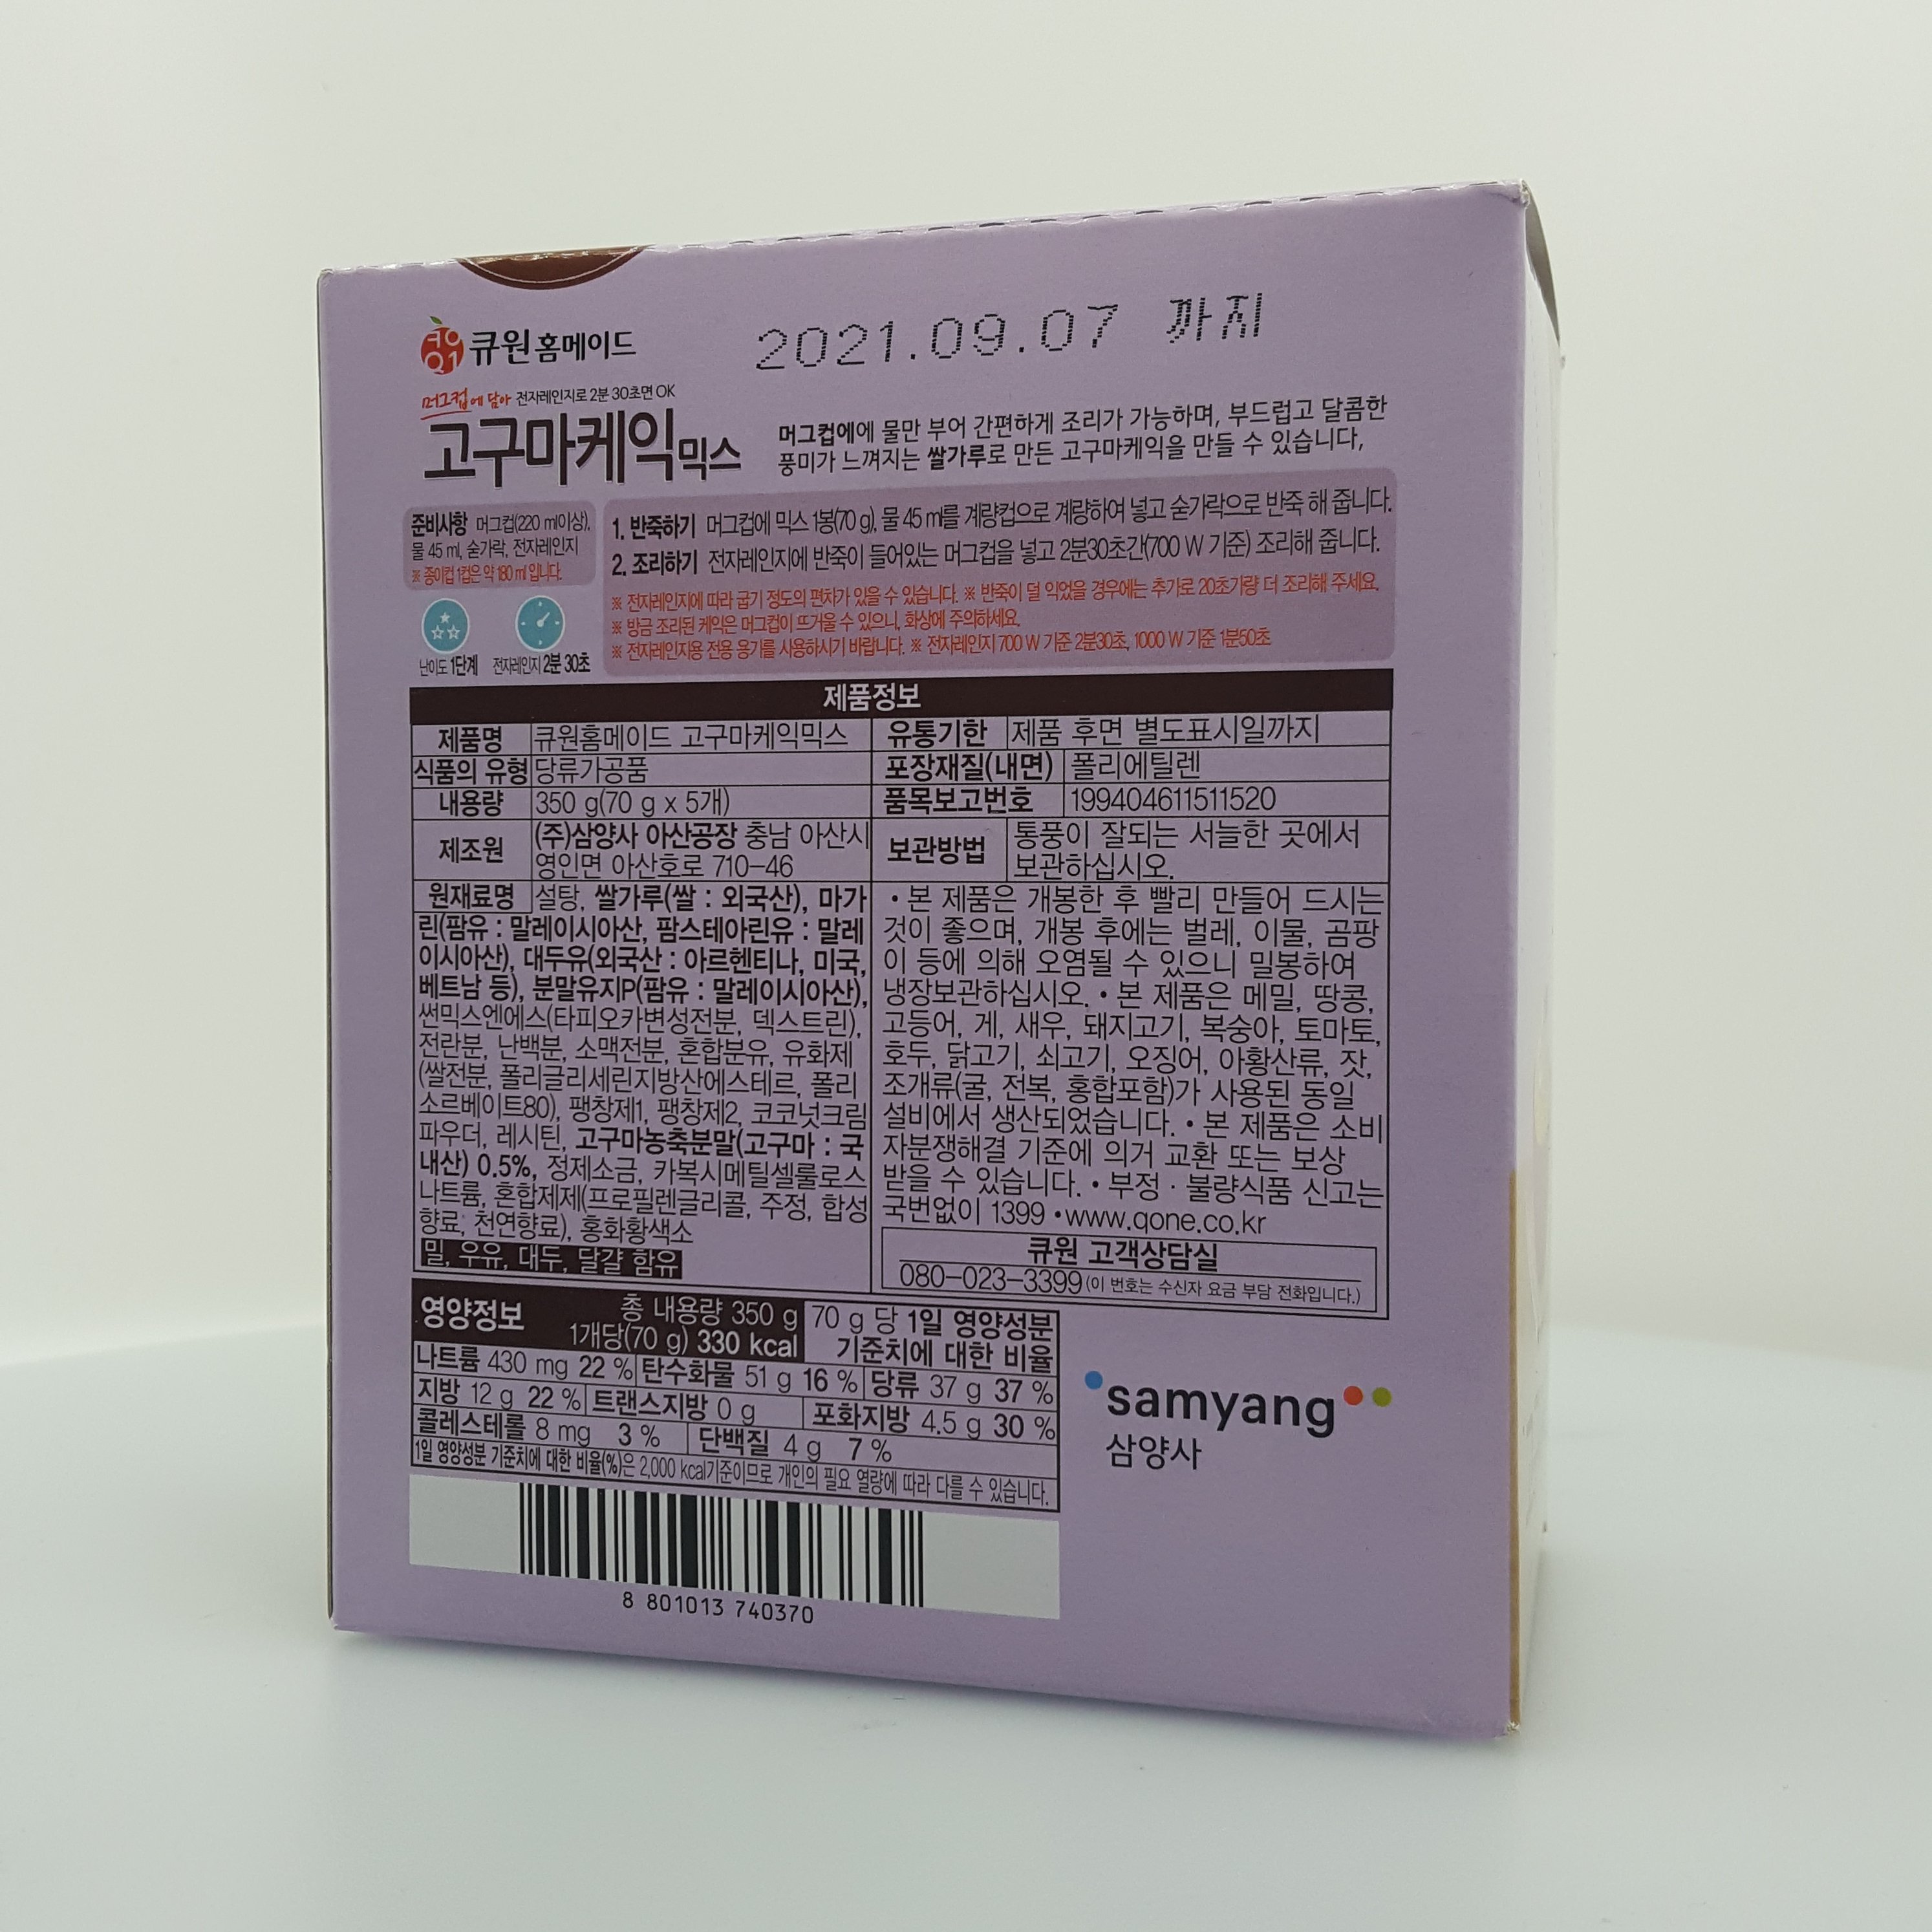 큐원 홈메이드
2021.09.07 까지
머그컵에 담아 전자레인지로 2분 30초면 OK
고구마케익믹스
머그컵에에 물만 부어 간편하게 조리가 가능하며, 부드럽고 달콤한
풍미가 느껴지는 쌀가루로 만든 고구마케익을 만들 수 있습니다,
준비사항 머그컵(220 ml이상),
물 45 ml, 숟가락, 전자레인지
※ 종이컵 1컵은 약 180 ml 입니다.
난이도 1단계 전자레인지 2분 30초
1. 반죽하기 머그컵에 믹스 1봉(70 g), 물 45 ml를 계량컵으로 계량하여 넣고 숟가락으로 반죽 해 줍니다.
2. 조리하기 전자레인지에 반죽이 들어있는 머그컵을 넣고 2분30초간(700 W 기준) 조리해 줍니다.
※ 전자레인지에 따라 굽기 정도의 편차가 있을 수 있습니다. ※ 반죽이 덜 익었을 경우에는 추가로 20초가량 더 조리해 주세요.
※ 방금 조리된 케익은 머그컵이 뜨거울 수 있으니, 화상에 주의하세요.
※ 전자레인지용 전용 용기를 사용하시기 바랍니다. ※ 전자레인지 700 W 기준 2분30초, 1000 W 기준 1분50초
제품정보
제품명 큐원홈메이드 고구마케익믹스
식품의 유형 당류가공품
내용량 350 g(70 g x 5개)
제조원 (주)삼양사 아산공장 충남 아산시
영인면 아산호로 710-46
원재료명 설탕, 쌀가루(쌀 : 외국산), 마가
린(팜유 : 말레이시아산, 팜스테아린유 : 말레
이시아산), 대두유(외국산 : 아르헨티나, 미국,
베트남 등), 분말유지P(팜유 : 말레이시아산),
썬믹스엔에스(타피오카변성전분, 덱스트린),
전란분, 난백분, 소맥전분, 혼합분유, 유화제
(쌀전분, 폴리글리세린지방산에스테르, 폴리
소르베이트80), 팽창제1, 팽창제2, 코코넛크림
파우더, 레시틴, 고구마농축분말(고구마 : 국
내산) 0.5%, 정제소금, 카복시메틸셀룰로스
나트륨, 혼합제제(프로필렌글리콜, 주정, 합성
향료, 천연향료), 홍화황색소
밀, 우유, 대두, 달걀 함유
유통기한 제품 후면 별도표시일까지
포장재질(내면) 폴리에틸렌
품목보고번호 199404611511520
보관방법 통풍이 잘되는 서늘한 곳에서
보관하십시오.
• 본 제품은 개봉한 후 빨리 만들어 드시는
것이 좋으며, 개봉 후에는 벌레, 이물, 곰팡
이 등에 의해 오염될 수 있으니 밀봉하여
냉장보관하십시오. • 본 제품은 메밀, 땅콩,
고등어, 게, 새우, 돼지고기, 복숭아, 토마토,
호두, 닭고기, 쇠고기, 오징어, 아황산류, 잣,
조개류(굴, 전복, 홍합포함)가 사용된 동일
설비에서 생산되었습니다. • 본 제품은 소비
자분쟁해결 기준에 의거 교환 또는 보상
받을 수 있습니다. • 부정 · 불량식품 신고는
국번없이 1399 •www.qone.co.kr
큐원 고객상담실
080-023-3399(이 번호는 수신자 요금 부담 전화입니다.)
영양정보 총 내용량 350 g
1개당(70 g) 330 kcal
70 g 당 1일 영양성분
기준치에 대한 비율
나트륨 430 mg 22 % 탄수화물 51 g 16 % 당류 37 g 37 %
지방 12 g 22 % 트랜스지방 0 g 포화지방 4.5 g 30 %
콜레스테롤 8 mg 3 % 단백질 4 g 7 %
1일 영양성분 기준치에 대한 비율(%)은 2,000 kcal기준이므로 개인의 필요 열량에 따라 다를 수 있습니다.
samyang
삼양사
8 801013 740370